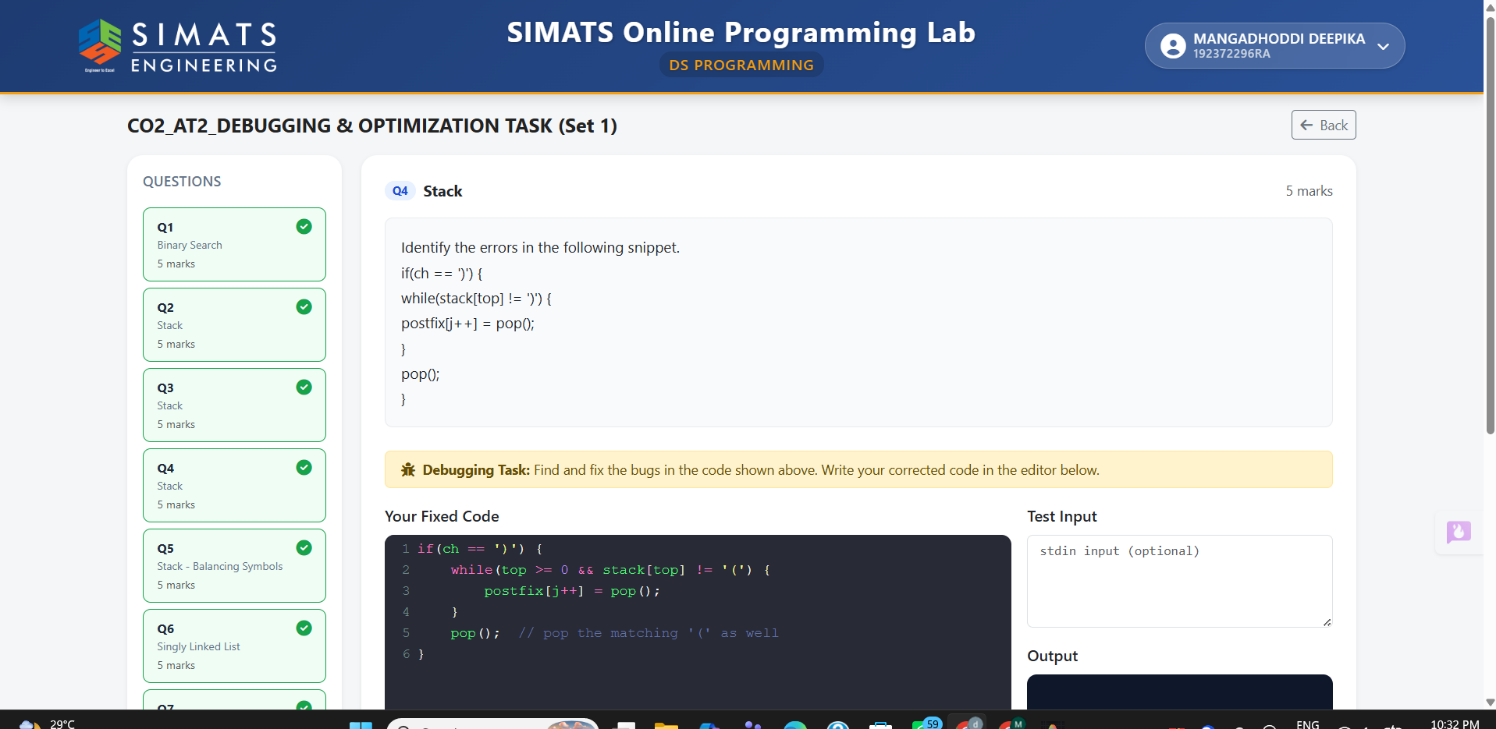 SIMATS
ENGINEERING
Engineer to Excel
SIMATS Online Programming Lab
DS PROGRAMMING
MANGADHODDI DEEPIKA
192372296RA
CO2_AT2_DEBUGGING & OPTIMIZATION TASK (Set 1)
Back
QUESTIONS
Q1
Binary Search
5 marks
Q2
Stack
5 marks
Q3
Stack
5 marks
Q4
Stack
5 marks
Q5
Stack - Balancing Symbols
5 marks
Q6
Singly Linked List
5 marks
Q7
Q4 Stack
5 marks
Identify the errors in the following snippet.
if(ch == ')') {
while(stack[top] != ')') {
postfix[j++] = pop();
}
pop();
}
Debugging Task: Find and fix the bugs in the code shown above. Write your corrected code in the editor below.
Your Fixed Code
1 if(ch == ')') {
2     while(top >= 0 && stack[top] != '(') {
3         postfix[j++] = pop();
4     }
5     pop();  // pop the matching '(' as well
6 }
Test Input
stdin input (optional)
Output
29°C
59
d
M
ENG
10:32 PM